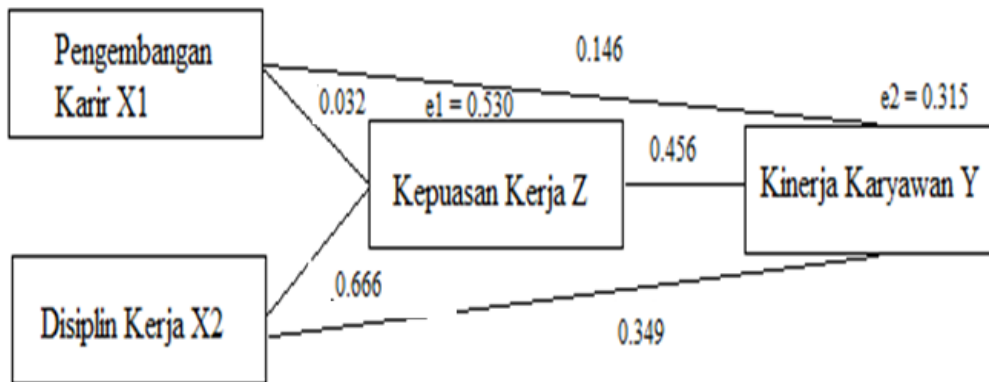 Pengembangan
Karir X1
0.146
0.032
e1 = 0.530
e2 = 0.315
0.456
Kepuasan Kerja Z
Kinerja Karyawan Y
0.666
Disiplin Kerja X2
0.349